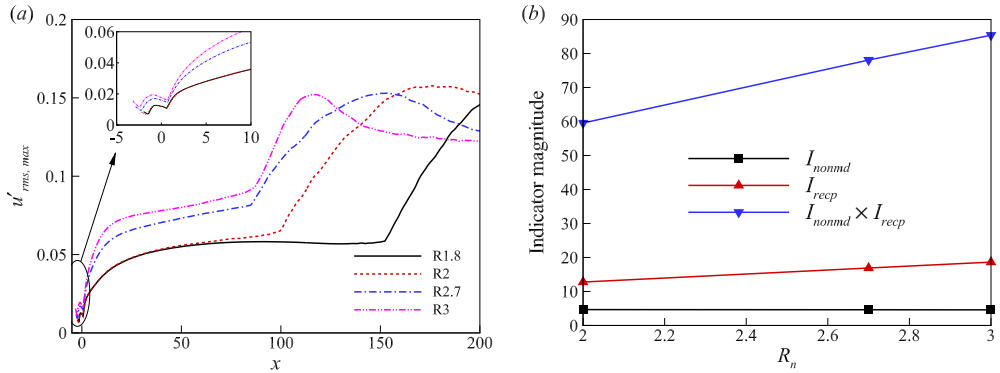 (a)
0.2
0.15
0.1
0.05
0
u′rms, max
0.06
0.04
0.02
0
-5
0
5
10
R1.8
R2
R2.7
R3
0
50
100
150
200
x
(b)
90
80
70
60
50
40
30
20
10
0
Indicator magnitude
Inonmd
Irecp
Inonmd × Irecp
2
2.2
2.4
2.6
2.8
3
Rn